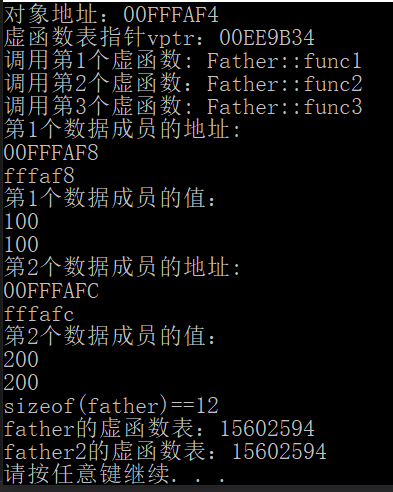 对象地址：00FFFAF4
虚函数表指针vptr：00EE9B34
调用第1个虚函数: Father::func1
调用第2个虚函数：Father::func2
调用第3个虚函数: Father::func3
第1个数据成员的地址:
00FFFAF8
fffaf8
第1个数据成员的值：
100
100
第2个数据成员的地址:
00FFFAFC
fffafc
第2个数据成员的值：
200
200
sizeof(father)==12
father的虚函数表：15602594
father2的虚函数表：15602594
请按任意键继续. . .